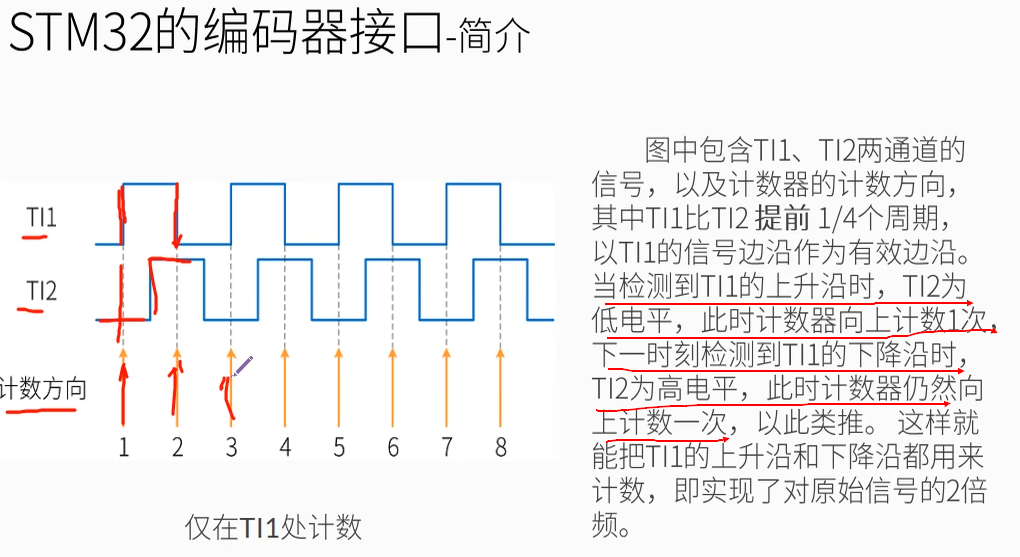 STM32的编码器接口-简介
TI1
TI2
计数方向
1 2 3 4 5 6 7 8
仅在TI1处计数
图中包含TI1、TI2两通道的
信号，以及计数器的计数方向，
其中TI1比TI2 提前 1/4个周期，
以TI1的信号边沿作为有效边沿。
当检测到TI1的上升沿时，TI2为
低电平，此时计数器向上计数1次，
下一时刻检测到TI1的下降沿时，
TI2为高电平，此时计数器仍然向
上计数一次，以此类推。 这样就
能把TI1的上升沿和下降沿都用来
计数，即实现了对原始信号的2倍
频。